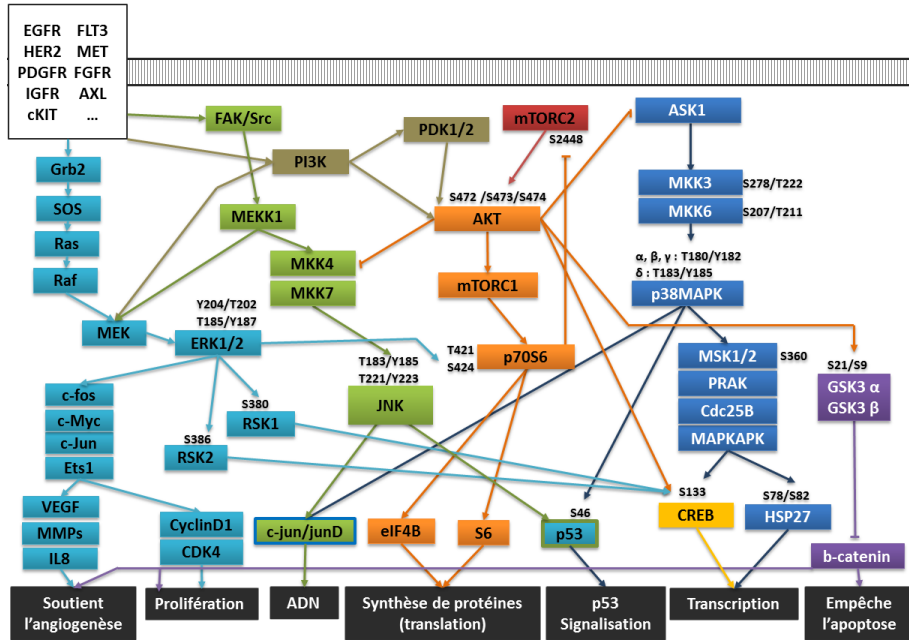 EGFR FLT3
HER2 MET
PDGFR FGFR
IGFR AXL
cKIT ...
FAK/Src
PDK1/2
mTORC2
S2448
ASK1
Grb2
PI3K
MKK3
S278/T222
SOS
S472 /S473/S474
MKK6
S207/T211
MEKK1
AKT
Ras
MKK4
α, β, γ : T180/Y182
δ : T183/Y185
Raf
MKK7
mTORC1
p38MAPK
Y204/T202
T185/Y187
MEK
ERK1/2
T421
S424
p70S6
MSK1/2
S360
T183/Y185
T221/Y223
S21/S9
PRAK
c-fos
JNK
GSK3 α
GSK3 β
c-Myc
S380
RSK1
Cdc25B
c-Jun
S386
RSK2
MAPKAPK
Ets1
S133
S78/S82
VEGF
S46
CREB
HSP27
CyclinD1
c-jun/junD
eIF4B
S6
p53
MMPs
CDK4
IL8
b-catenin
Soutient
l’angiogenèse
Prolifération
ADN
Synthèse de protéines
(translation)
p53
Signalisation
Transcription
Empêche
l’apoptose